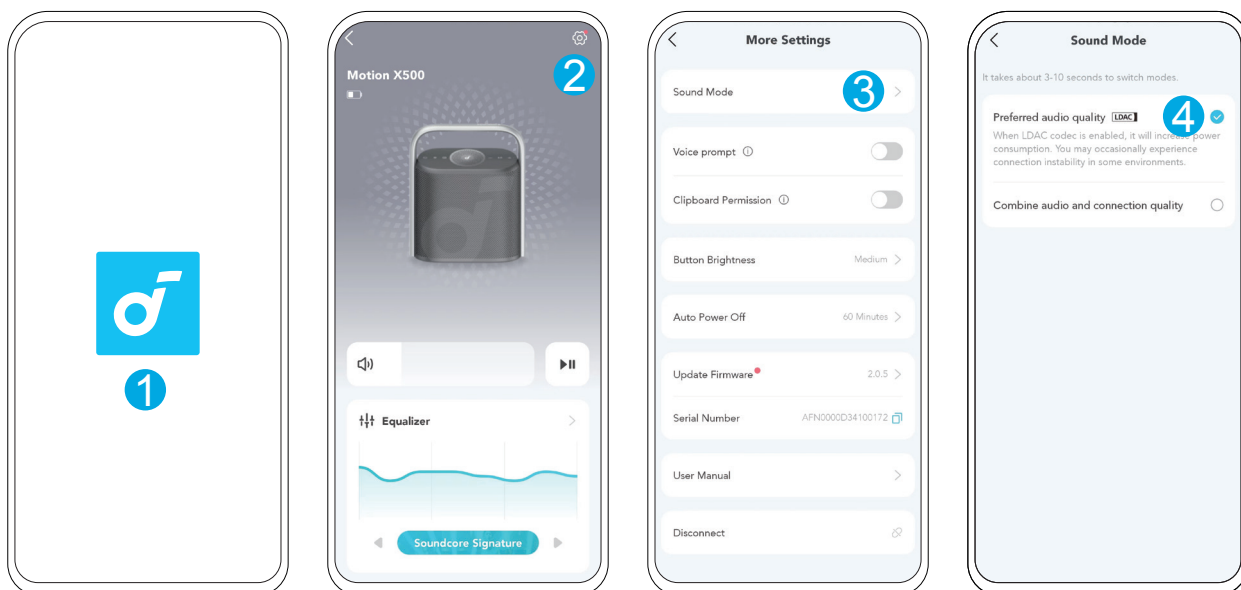 1
2
Motion X500
Equalizer
Soundcore Signature
More Settings
Sound Mode
3
Voice prompt
Clipboard Permission
Button Brightness Medium
Auto Power Off 60 Minutes
Update Firmware 2.0.5
Serial Number AFN0000D34100172
User Manual
Disconnect
Sound Mode
It takes about 3-10 seconds to switch modes.
Preferred audio quality LDAC
4
When LDAC codec is enabled, it will increase power
consumption. You may occasionally experience
connection instability in some environments.
Combine audio and connection quality